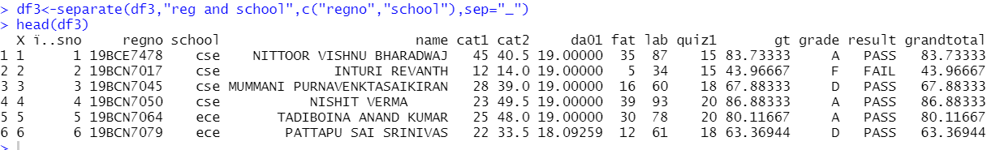 > df3<-separate(df3,"reg and school",c("regno","school"),sep="_")
> head(df3)
X ï..sno regno school name cat1 cat2 da01 fat lab quiz1 gt grade result grandtotal
1 1 1 19BCE7478 cse NITTOOR VISHNU BHARADWAJ 45 40.5 19.00000 35 87 15 83.73333 A PASS 83.73333
2 2 2 19BCN7017 cse INTURI REVANTH 12 14.0 19.00000 5 34 15 43.96667 F FAIL 43.96667
3 3 3 19BCN7045 cse MUMMANI PURNAVENKTASAIKIRAN 28 39.0 19.00000 16 60 18 67.88333 D PASS 67.88333
4 4 4 19BCN7050 cse NISHIT VERMA 23 49.5 19.00000 39 93 20 86.88333 A PASS 86.88333
5 5 5 19BCN7064 ece TADIBOINA ANAND KUMAR 25 48.0 19.00000 30 78 20 80.11667 A PASS 80.11667
6 6 6 19BCN7079 ece PATTAPU SAI SRINIVAS 22 33.5 18.09259 12 61 18 63.36944 D PASS 63.36944
>